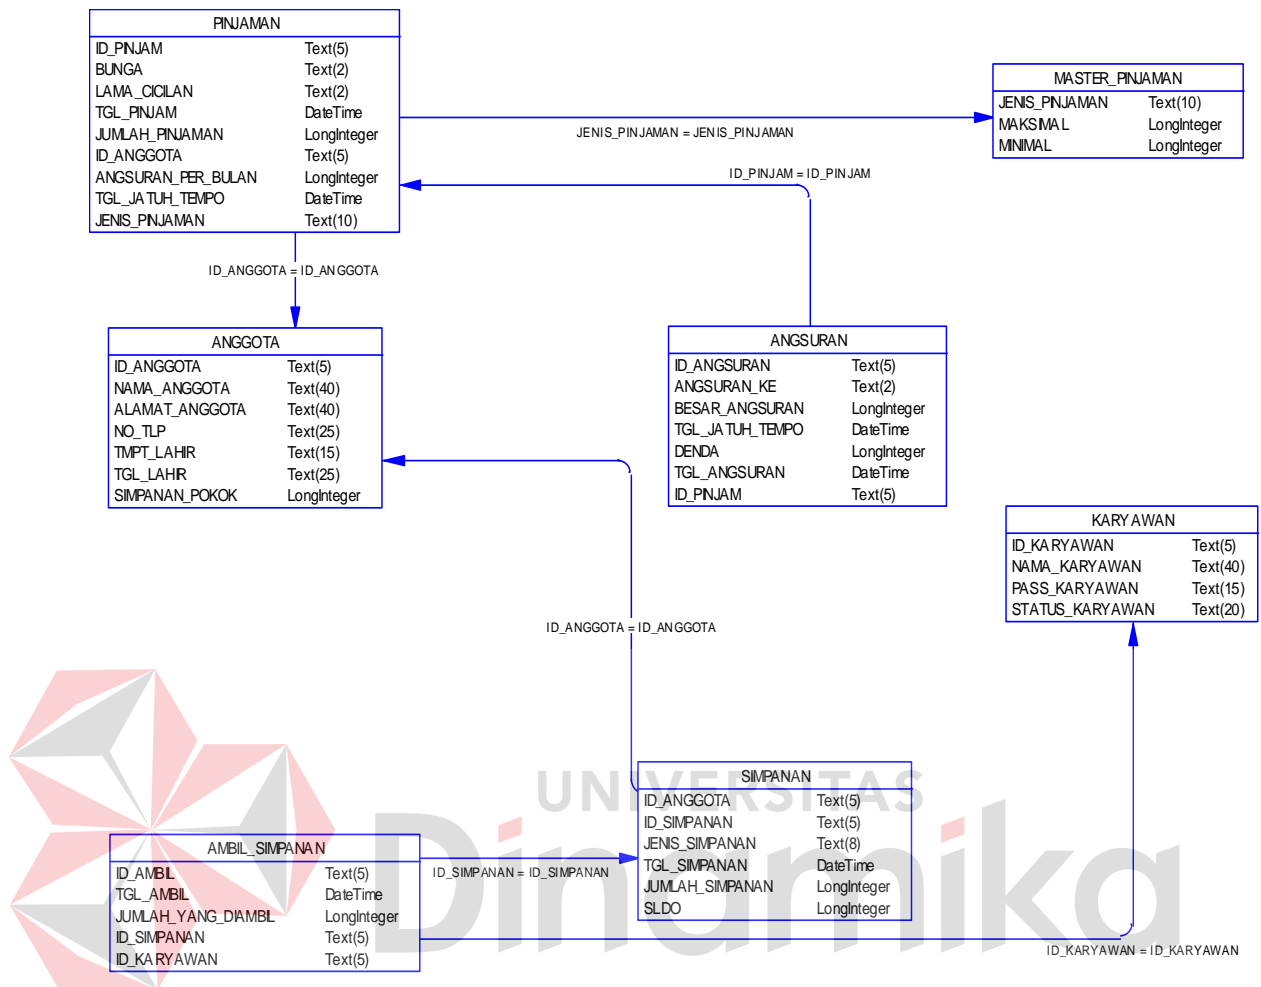 PINJAMAN
ID_PINJAM Text(5)
BUNGA Text(2)
LAMA_CICILAN Text(2)
TGL_PINJAM DateTime
JUMLAH_PINJAMAN LongInteger
ID_ANGGOTA Text(5)
ANGSURAN_PER_BULAN LongInteger
TGL_JATUH_TEMPO DateTime
JENIS_PINJAMAN Text(10)
MASTER_PINJAMAN
JENIS_PINJAMAN Text(10)
MAKSIMAL LongInteger
MINIMAL LongInteger
JENIS_PINJAMAN = JENIS_PINJAMAN
ID_PINJAM = ID_PINJAM
ID_ANGGOTA = ID_ANGGOTA
ANGGOTA
ID_ANGGOTA Text(5)
NAMA_ANGGOTA Text(40)
ALAMAT_ANGGOTA Text(40)
NO_TLP Text(25)
TMPT_LAHIR Text(15)
TGL_LAHIR Text(25)
SIMPANAN_POKOK LongInteger
ANGSURAN
ID_ANGSURAN Text(5)
ANGSURAN_KE Text(2)
BESAR_ANGSURAN LongInteger
TGL_JATUH_TEMPO DateTime
DENDA LongInteger
TGL_ANGSURAN DateTime
ID_PINJAM Text(5)
KARYAWAN
ID_KARYAWAN Text(5)
NAMA_KARYAWAN Text(40)
PASS_KARYAWAN Text(15)
STATUS_KARYAWAN Text(20)
ID_ANGGOTA = ID_ANGGOTA
UNIVERSITAS
Dinamika
SIMPANAN
ID_ANGGOTA Text(5)
ID_SIMPANAN Text(5)
JENIS_SIMPANAN Text(8)
TGL_SIMPANAN DateTime
JUMLAH_SIMPANAN LongInteger
SLDO LongInteger
AMBIL_SIMPANAN
ID_AMBIL Text(5)
TGL_AMBIL DateTime
JUMLAH_YANG_DIAMBIL LongInteger
ID_SIMPANAN Text(5)
ID_KARYAWAN Text(5)
ID_SIMPANAN = ID_SIMPANAN
ID_KARYAWAN = ID_KARYAWAN